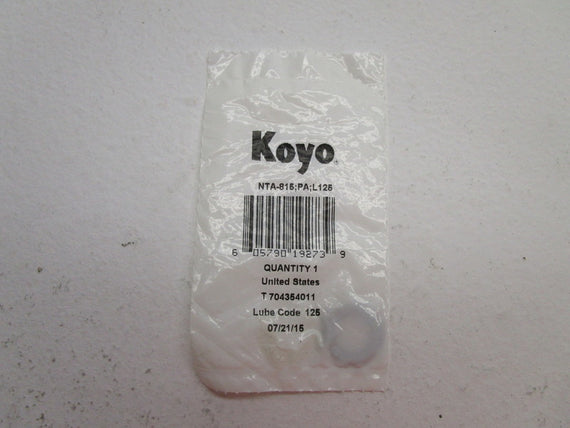 Koyo
NTA-815;PA;L125
6 05790 19273 9
QUANTITY 1
United States
T 704354011
Lube Code 125
07/21/15